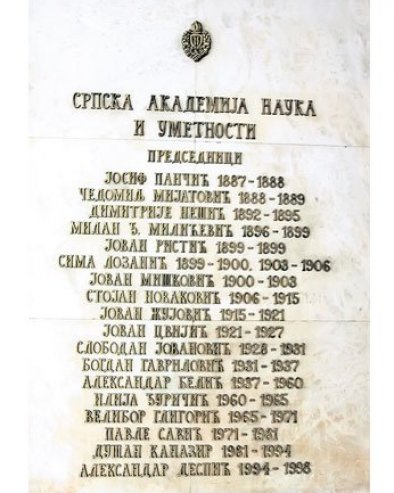 СРПСКА АКАДЕМИЈА НАУКА
И УМЕТНОСТИ
ПРЕДСЕДНИЦИ
ЈОСИФ ПАНЧИЋ 1887-1888
ЧЕДОМИЉ МИЈАТОВИЋ 1888-1889
ДИМИТРИЈЕ НЕШИЋ 1892-1895
МИЛАН Ђ. МИЛИЋЕВИЋ 1896-1899
ЈОВАН РИСТИЋ 1899-1899
СИМА ЛОЗАНИЋ 1899-1900, 1903-1906
ЈОВАН МИШКОВИЋ 1900-1903
СТОЈАН НОВАКОВИЋ 1906-1915
ЈОВАН ЖУЈОВИЋ 1915-1921
ЈОВАН ЦВИЈИЋ 1921-1927
СЛОБОДАН ЈОВАНОВИЋ 1928-1931
БОГДАН ГАВРИЛОВИЋ 1931-1937
АЛЕКСАНДАР БЕЛИЋ 1937-1960
ИЛИЈА ЂУРИЧИЋ 1960-1965
ВЕЛИБОР ГЛИГОРИЋ 1965-1971
ПАВЛЕ САВИЋ 1971-1981
ДУШАН КАНАЗИР 1981-1994
АЛЕКСАНДАР ДЕСПИЋ 1994-1998